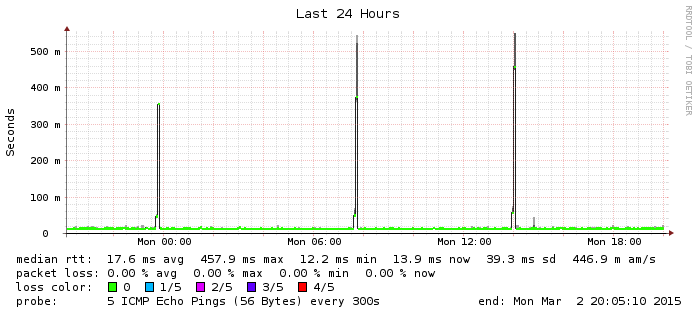 Last 24 Hours
RRDTOOL / TOBI OETIKER
Seconds
500 m
400 m
300 m
200 m
100 m
0
Mon 00:00 Mon 06:00 Mon 12:00 Mon 18:00
median rtt: 17.6 ms avg 457.9 ms max 12.2 ms min 13.9 ms now 39.3 ms sd 446.9 m am/s
packet loss: 0.00 % avg 0.00 % max 0.00 % min 0.00 % now
loss color: 0 1/5 2/5 3/5 4/5
probe: 5 ICMP Echo Pings (56 Bytes) every 300s end: Mon Mar 2 20:05:10 2015